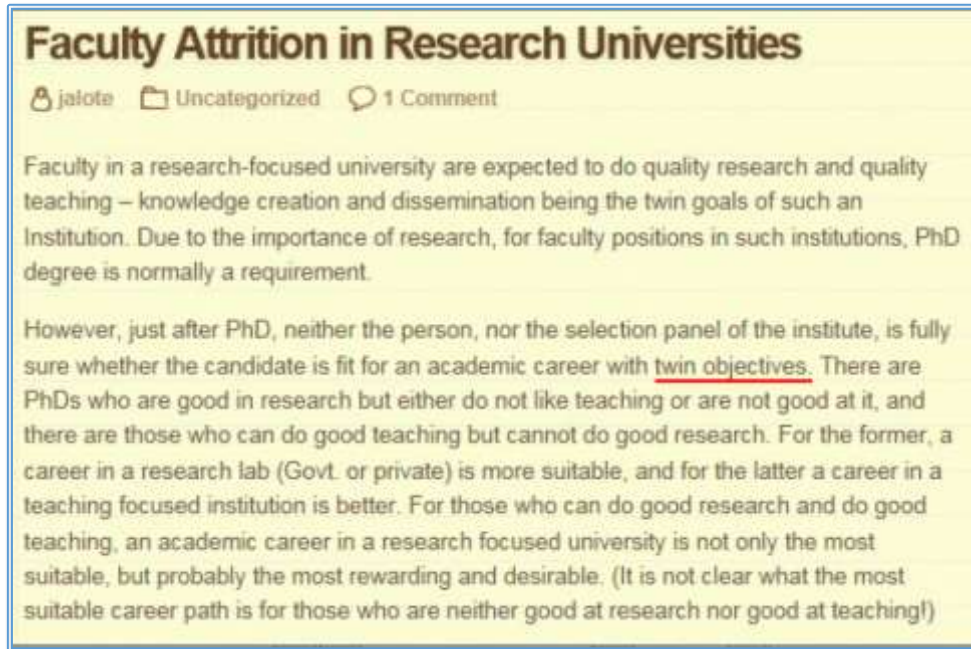 Faculty Attrition in Research Universities
jalote Uncategorized 1 Comment
Faculty in a research-focused university are expected to do quality research and quality
teaching – knowledge creation and dissemination being the twin goals of such an
Institution. Due to the importance of research, for faculty positions in such institutions, PhD
degree is normally a requirement.
However, just after PhD, neither the person, nor the selection panel of the institute, is fully
sure whether the candidate is fit for an academic career with twin objectives. There are
PhDs who are good in research but either do not like teaching or are not good at it, and
there are those who can do good teaching but cannot do good research. For the former, a
career in a research lab (Govt. or private) is more suitable, and for the latter a career in a
teaching focused institution is better. For those who can do good research and do good
teaching, an academic career in a research focused university is not only the most
suitable, but probably the most rewarding and desirable. (It is not clear what the most
suitable career path is for those who are neither good at research nor good at teaching!)